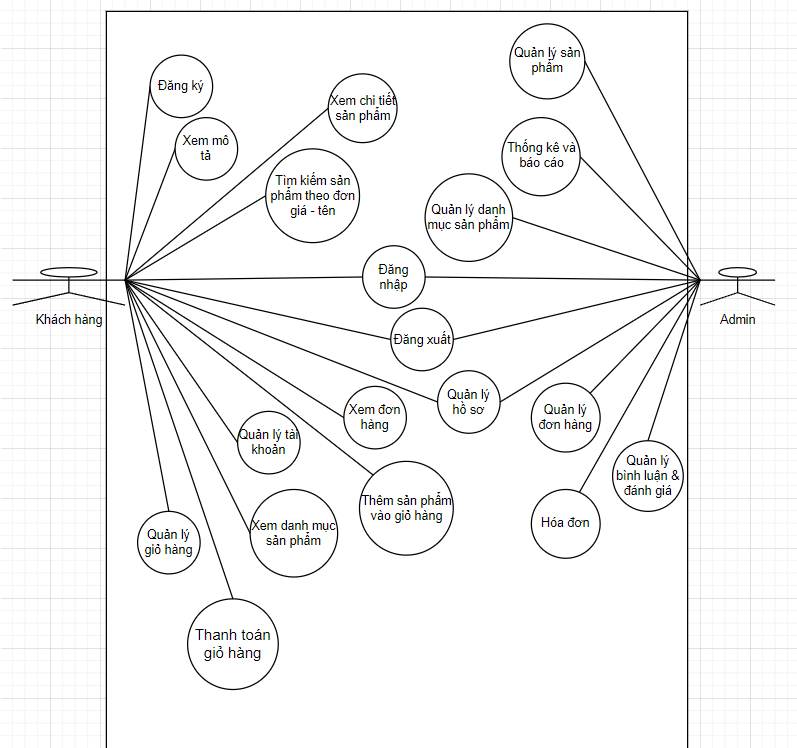 Quản lý sản
phẩm
Đăng ký
Xem chi tiết
sản phẩm
Xem mô
tả
Thống kê và
báo cáo
Tìm kiếm sản
phẩm theo đơn
giá - tên
Quản lý danh
mục sản phẩm
Đăng
nhập
Khách hàng
Admin
Đăng xuất
Quản lý
hồ sơ
Xem đơn
hàng
Quản lý
đơn hàng
Quản lý tài
khoản
Quản lý
bình luận &
đánh giá
Thêm sản phẩm
vào giỏ hàng
Xem danh mục
sản phẩm
Hóa đơn
Quản lý
giỏ hàng
Thanh toán
giỏ hàng